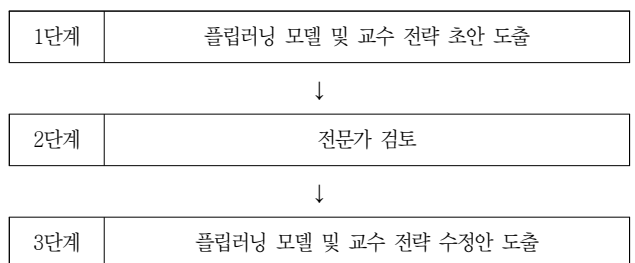 1단계 플립러닝 모델 및 교수 전략 초안 도출
↓
2단계 전문가 검토
↓
3단계 플립러닝 모델 및 교수 전략 수정안 도출